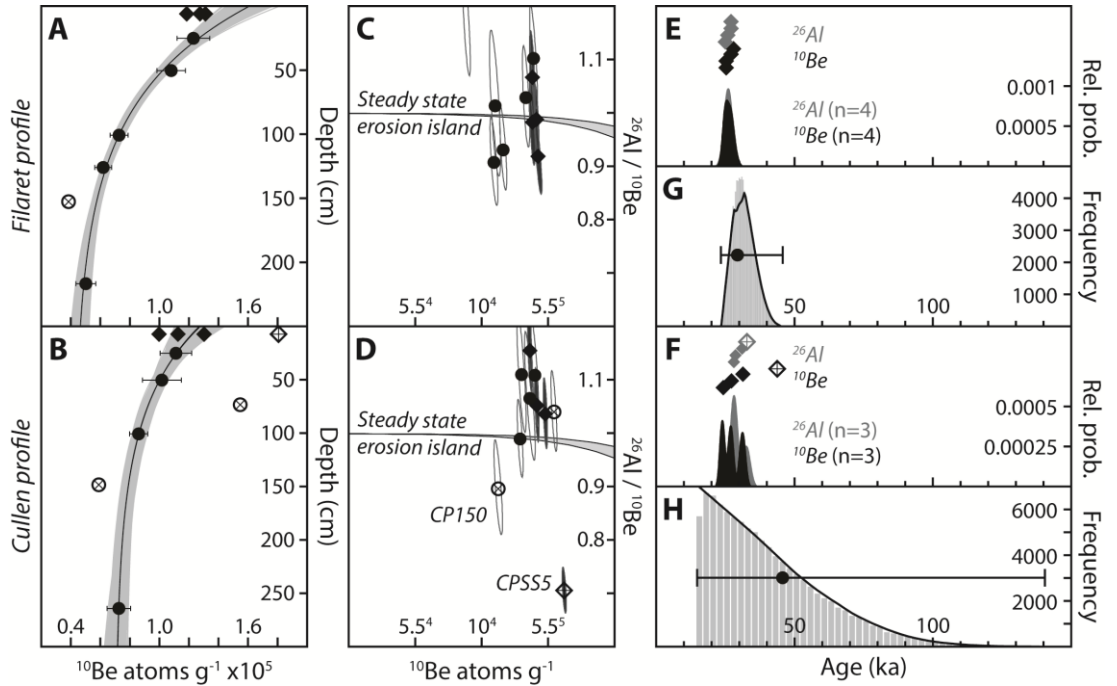 Filaret profile
A
50
100
150
200
1.0
1.6
Depth (cm)
C
Steady state
erosion island
1.1
0.9
0.8
²⁶Al / ¹⁰Be
5.5⁴
10⁴
5.5⁵
E
²⁶Al
¹⁰Be
²⁶Al (n=4)
¹⁰Be (n=4)
0.001
0.0005
Rel. prob.
G
4000
3000
2000
1000
Frequency
50
100
Cullen profile
B
50
100
150
200
250
Depth (cm)
0.4
1.0
1.6
¹⁰Be atoms g⁻¹ x10⁵
D
Steady state
erosion island
1.1
0.9
0.8
²⁶Al / ¹⁰Be
CP150
CPSS5
5.5⁴
10⁴
5.5⁵
¹⁰Be atoms g⁻¹
F
²⁶Al
¹⁰Be
²⁶Al (n=3)
¹⁰Be (n=3)
0.0005
0.00025
Rel. prob.
H
6000
4000
2000
Frequency
50
100
Age (ka)